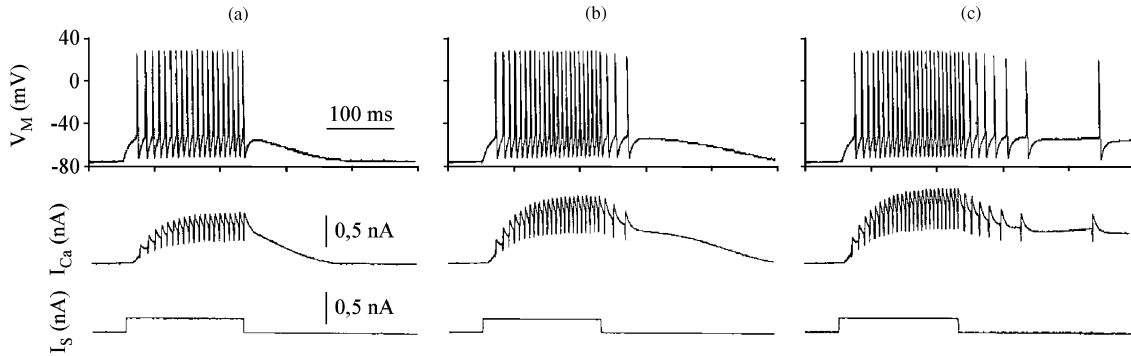 (a) (b) (c)
40
0
-40
-80
V_M (mV)
100 ms
I_Ca (nA)
0,5 nA
I_S (nA)
0,5 nA